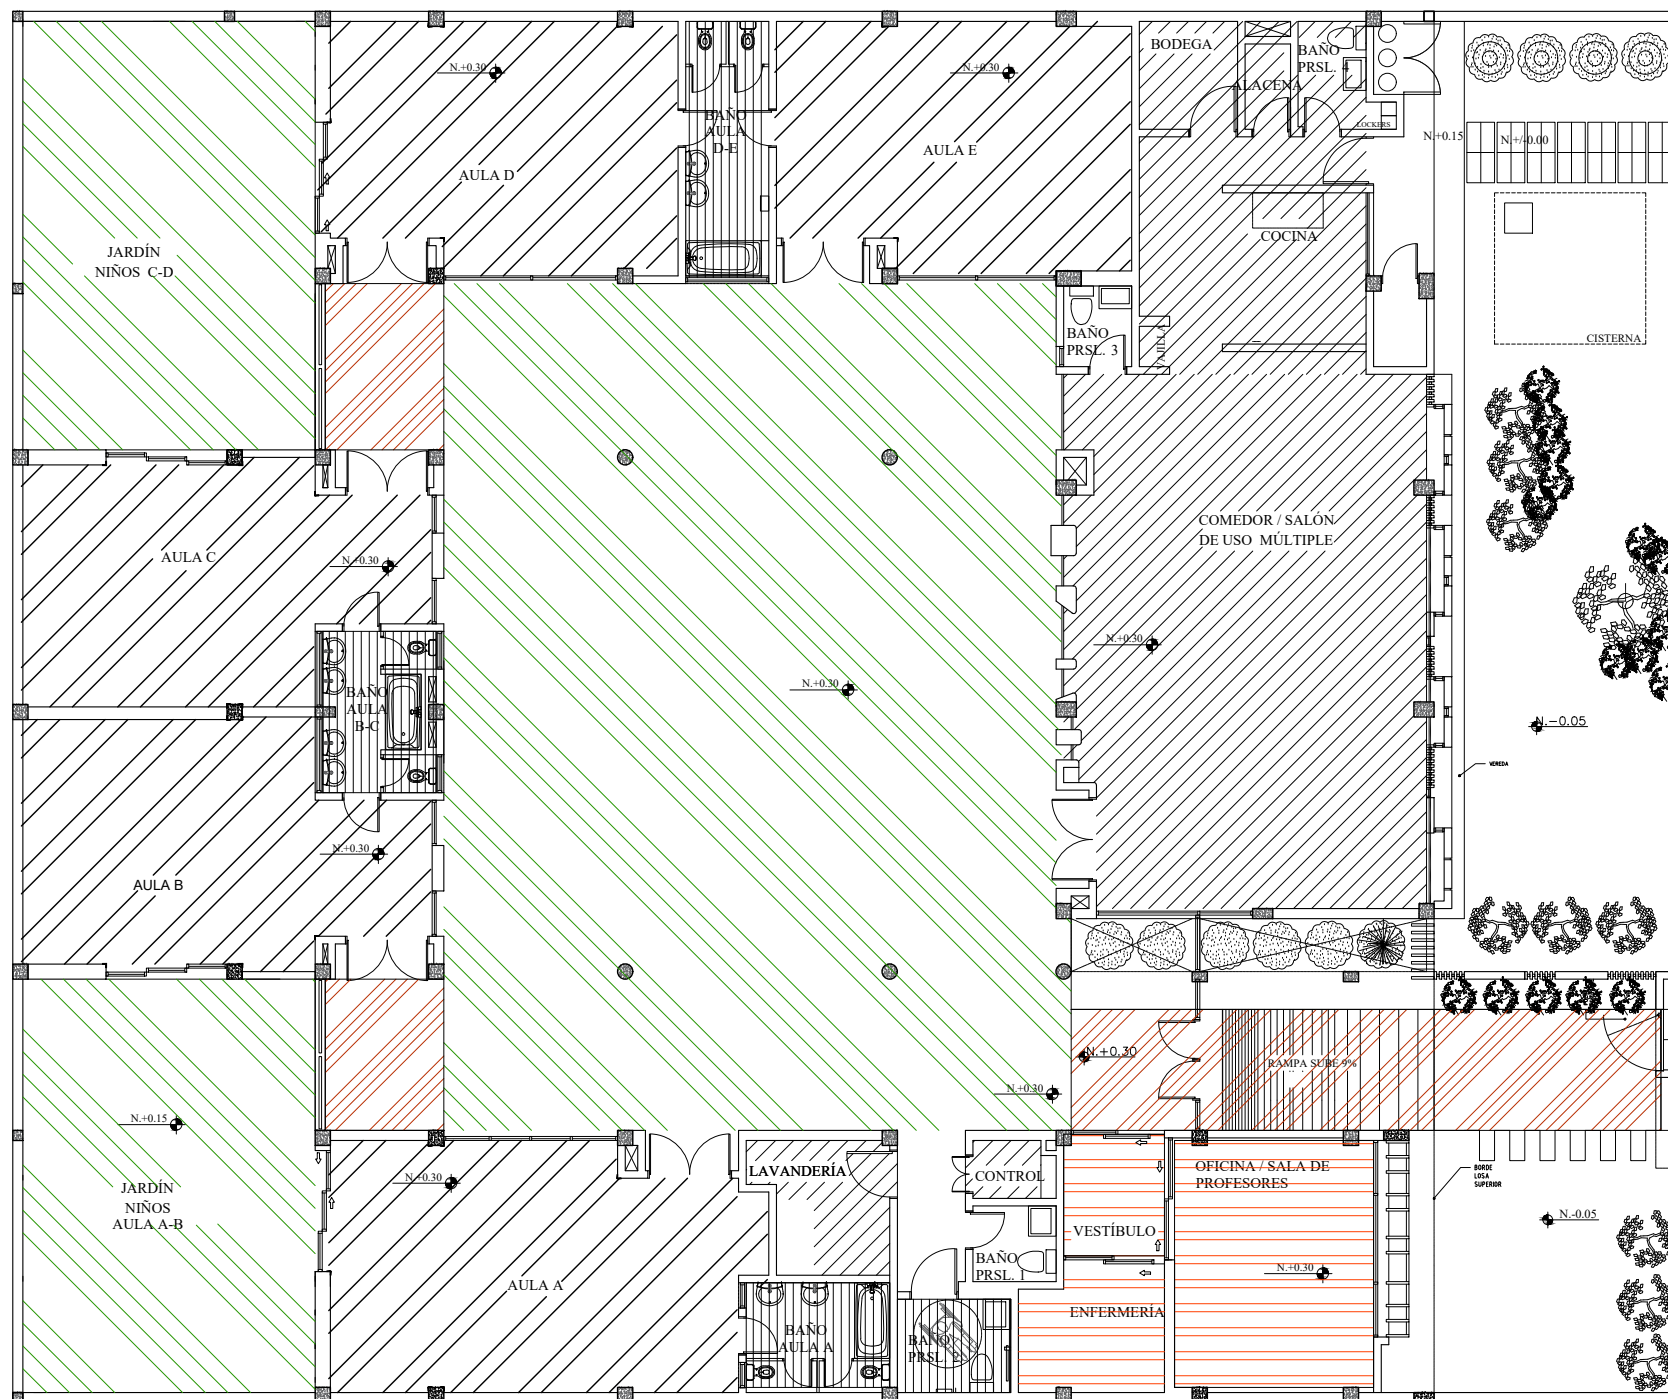 N.+0.30
N.+0.30
BODEGA
BAÑO
PRSL. 4
ALACENA
BAÑO
AULA
D-E
LOCKERS
N.+0.15
N.+/-0.00
AULA D
AULA E
COCINA
JARDÍN
NIÑOS C-D
BAÑO
PRSL. 3
VAJILLA
CISTERNA
COMEDOR / SALÓN
DE USO MÚLTIPLE
AULA C
N.+0.30
N.+0.30
N.+0.30
BAÑO
AULA
B-C
N.-0.05
VEREDA
N.+0.30
AULA B
N.+0.30
RAMPA SUBE 9%
N.+0.30
N.+0.15
N.+0.30
LAVANDERÍA
CONTROL
OFICINA / SALA DE
PROFESORES
BORDE
LOSA
SUPERIOR
JARDÍN
NIÑOS
AULA A-B
VESTÍBULO
N.-0.05
BAÑO
PRSL. 1
N.+0.30
AULA A
ENFERMERÍA
BAÑO
AULA A
BAÑO
PRSL. 2